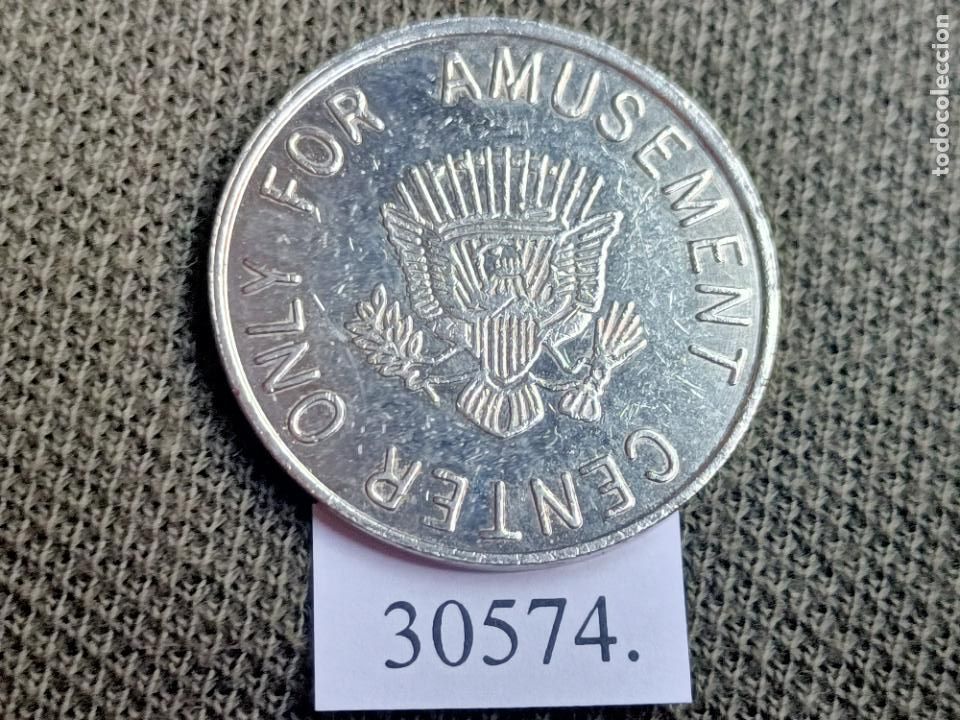 ONLY FOR AMUSEMENT CENTER
30574.
todocoleccion